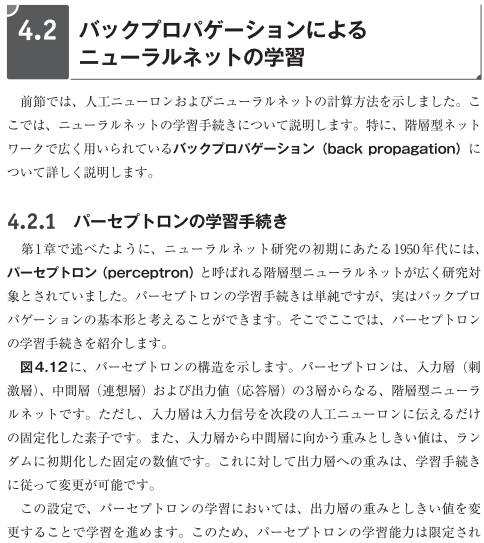 4.2 バックプロパゲーションによる
ニューラルネットの学習
前節では、人工ニューロンおよびニューラルネットの計算方法を示しました。こ
こでは、ニューラルネットの学習手続きについて説明します。特に、階層型ネット
ワークで広く用いられているバックプロパゲーション（back propagation）に
ついて詳しく説明します。
4.2.1 パーセプトロンの学習手続き
第1章で述べたように、ニューラルネット研究の初期にあたる1950年代には、
パーセプトロン（perceptron）と呼ばれる階層型ニューラルネットが広く研究対
象とされていました。パーセプトロンの学習手続きは単純ですが、実はバックプロ
パゲーションの基本形と考えることができます。そこでここでは、パーセプトロン
の学習手続きを紹介します。
図4.12に、パーセプトロンの構造を示します。パーセプトロンは、入力層（刺
激層）、中間層（連想層）および出力値（応答層）の3層からなる、階層型ニューラ
ルネットです。ただし、入力層は入力信号を次段の人工ニューロンに伝えるだけ
の固定化した素子です。また、入力層から中間層に向かう重みとしきい値は、ラン
ダムに初期化した固定の数値です。これに対して出力層への重みは、学習手続き
に従って変更が可能です。
この設定で、パーセプトロンの学習においては、出力層の重みとしきい値を変
更することで学習を進めます。このため、パーセプトロンの学習能力は限定され